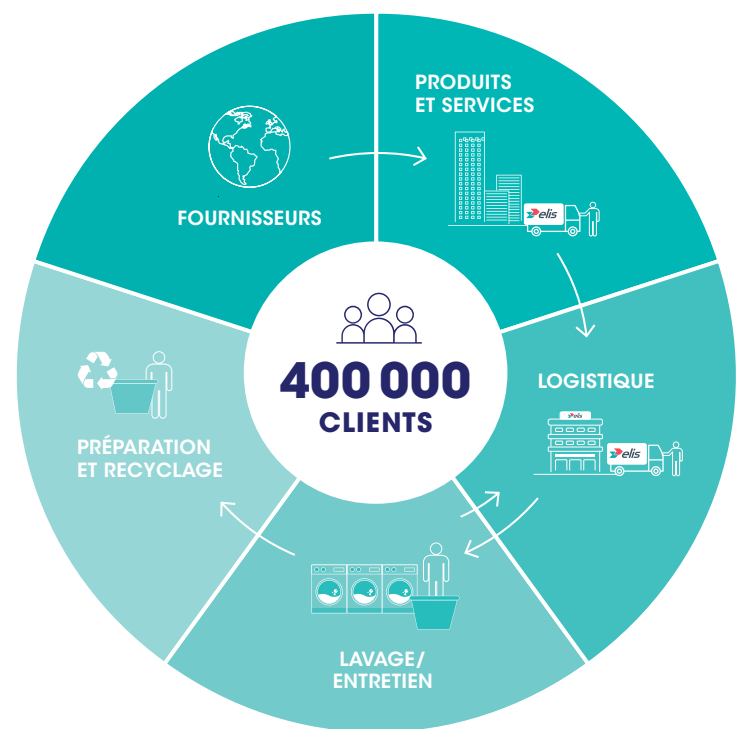 PRODUITS
ET SERVICES
FOURNISSEURS
elis
400 000
CLIENTS
LOGISTIQUE
elis
elis
PRÉPARATION
ET RECYCLAGE
LAVAGE/
ENTRETIEN